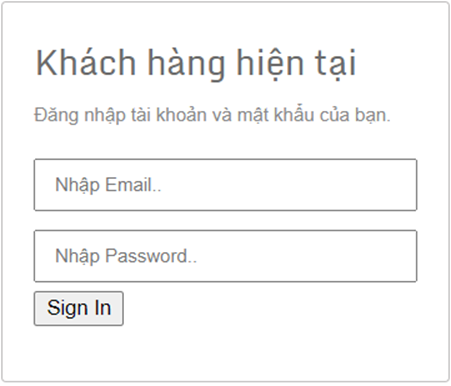 Khách hàng hiện tại
Đăng nhập tài khoản và mật khẩu của bạn.
Nhập Email..
Nhập Password..
Sign In